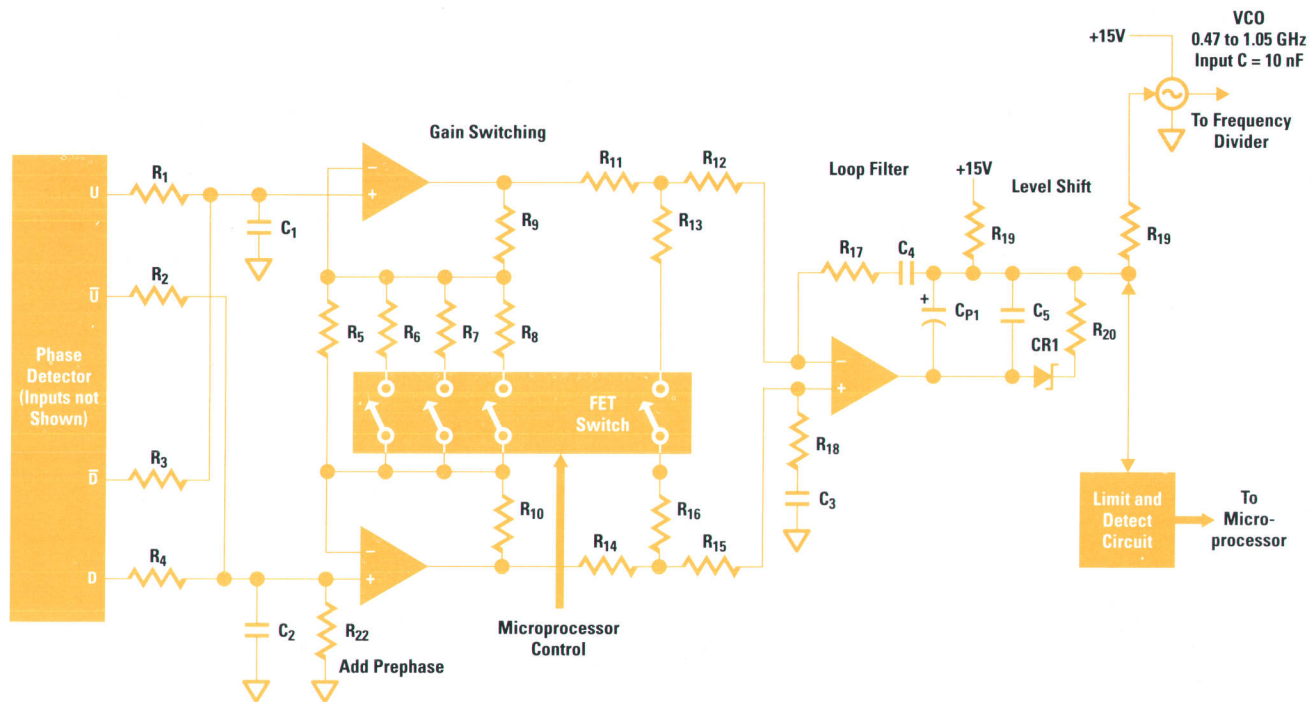 VCO
0.47 to 1.05 GHz
Input C = 10 nF
+15V
To Frequency
Divider
Gain Switching
Loop Filter
+15V
Level Shift
U
R1
C1
−
+
R9
R11
R12
R13
R19
R19
R17
C4
+
CP1
C5
R20
CR1
U̅
R2
R5
R6
R7
R8
Phase
Detector
(Inputs not
Shown)
FET
Switch
−
+
R18
C3
D̅
R3
R10
R16
Limit and
Detect
Circuit
To
Micro-
processor
D
R4
−
+
R14
R15
C2
R22
Add Prephase
Microprocessor
Control